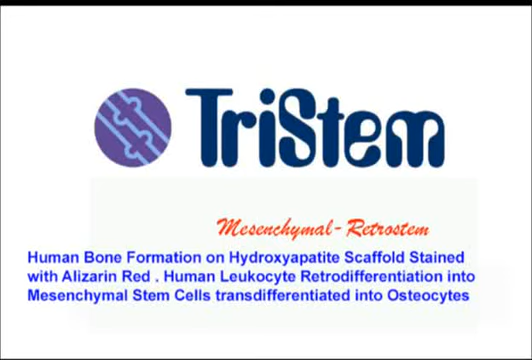 TriStem
Mesenchymal- Retrostem
Human Bone Formation on Hydroxyapatite Scaffold Stained
with Alizarin Red . Human Leukocyte Retrodifferentiation into
Mesenchymal Stem Cells transdifferentiated into Osteocytes